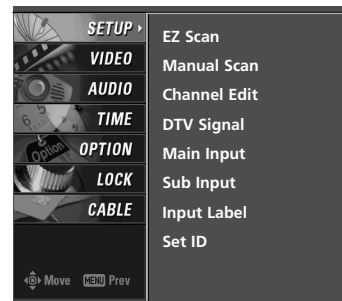 SETUP
VIDEO
AUDIO
TIME
OPTION
LOCK
CABLE
Move MENU Prev
EZ Scan
Manual Scan
Channel Edit
DTV Signal
Main Input
Sub Input
Input Label
Set ID